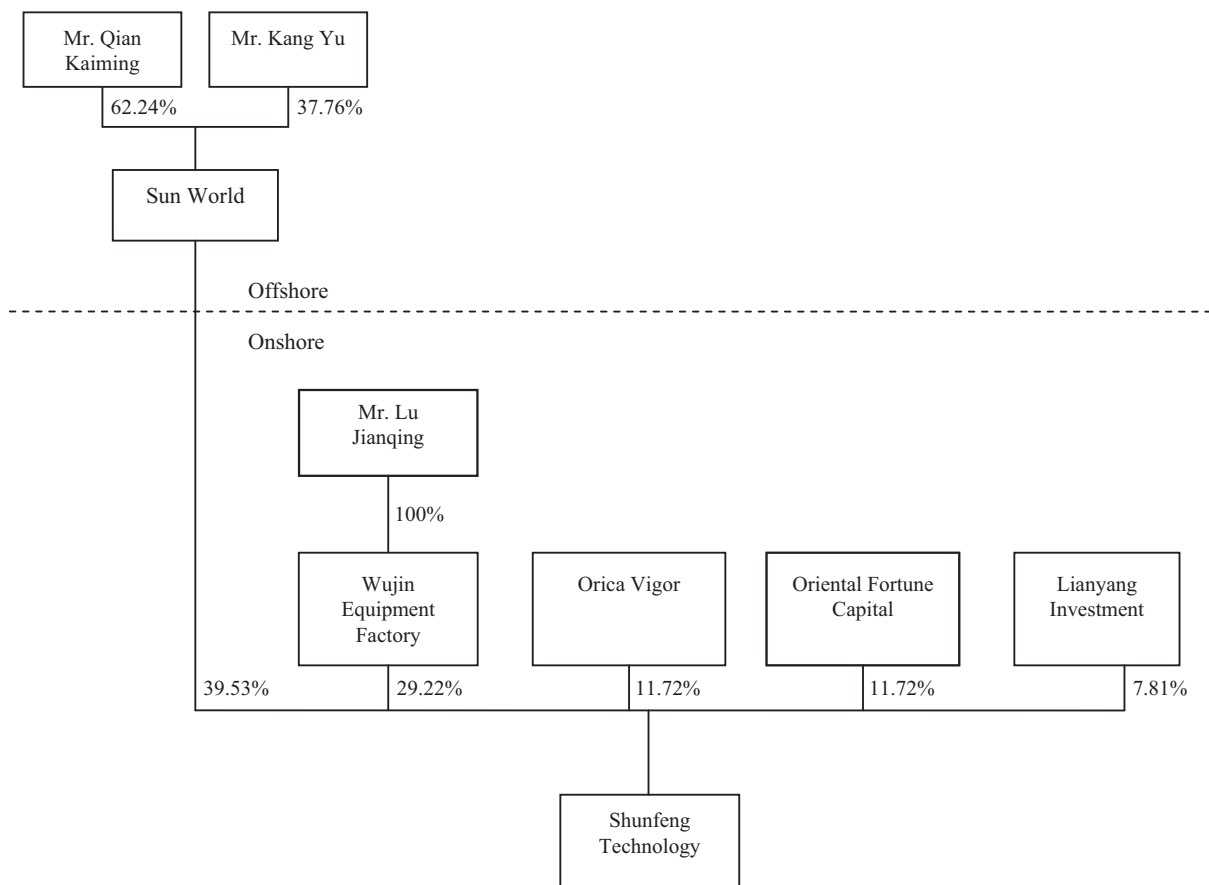 Mr. Qian
Kaiming
Mr. Kang Yu
62.24%
37.76%
Sun World
Offshore
Onshore
Mr. Lu
Jianqing
100%
Wujin
Equipment
Factory
Orica Vigor
Oriental Fortune
Capital
Lianyang
Investment
39.53%
29.22%
11.72%
11.72%
7.81%
Shunfeng
Technology